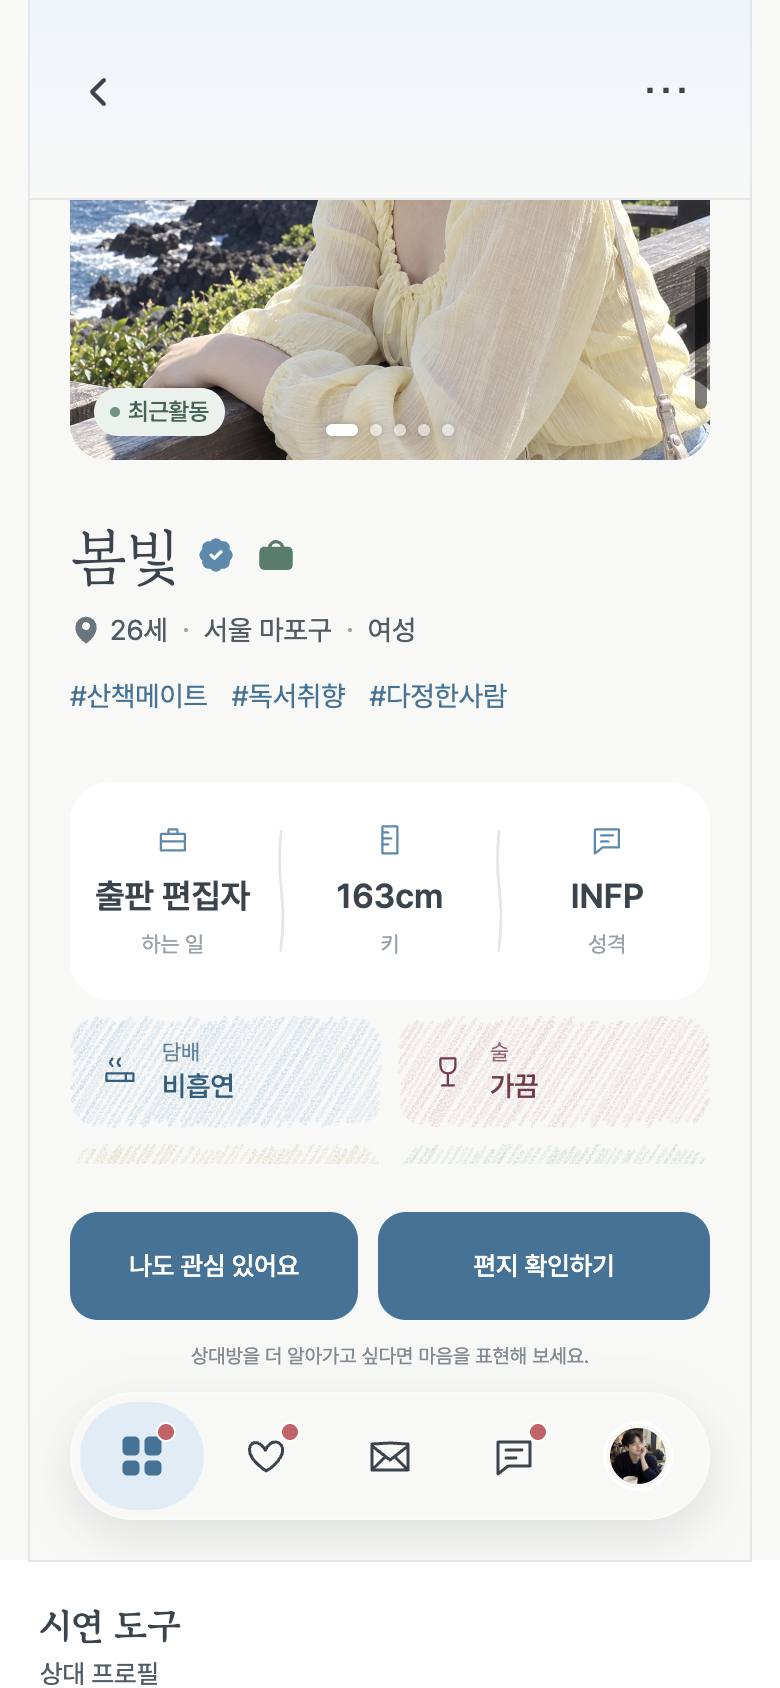 최근활동
봄빛
26세 · 서울 마포구 · 여성
#산책메이트 #독서취향 #다정한사람
출판 편집자
하는 일
163cm
키
INFP
성격
담배
비흡연
술
가끔
나도 관심 있어요
편지 확인하기
상대방을 더 알아가고 싶다면 마음을 표현해 보세요.
시연 도구
상대 프로필